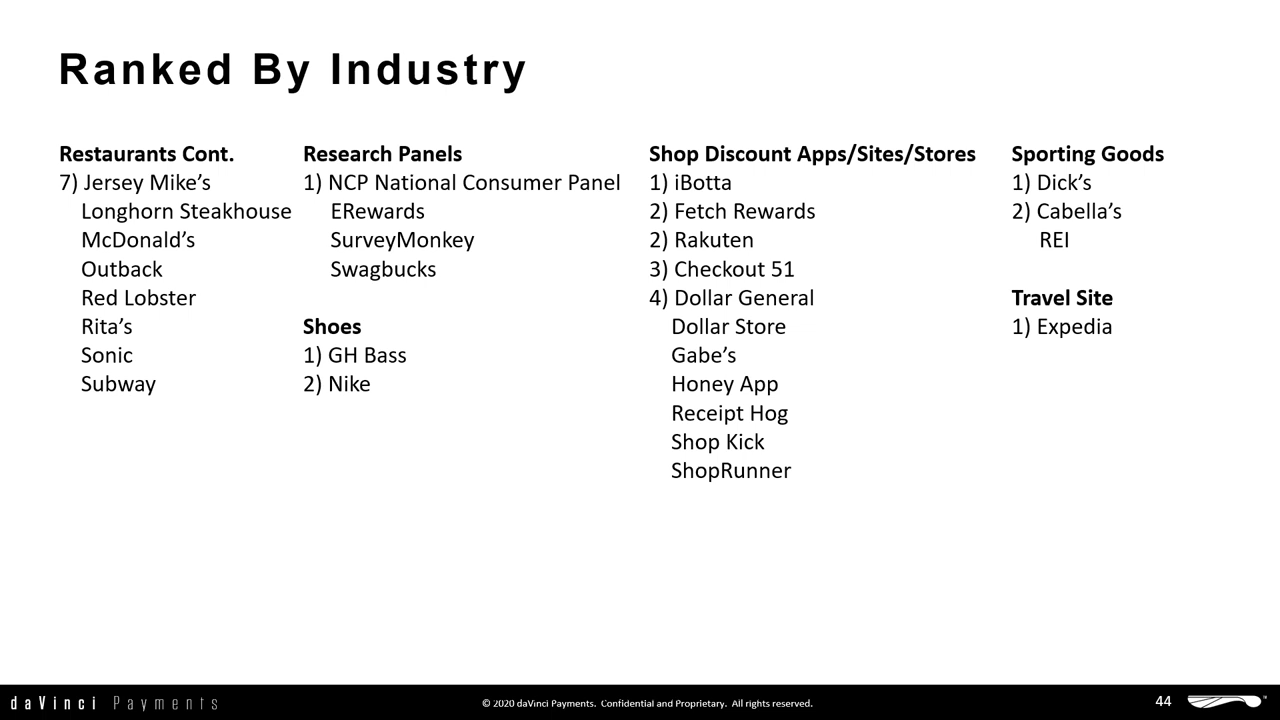 Ranked By Industry
Restaurants Cont.
7) Jersey Mike's
Longhorn Steakhouse
McDonald's
Outback
Red Lobster
Rita's
Sonic
Subway
Research Panels
1) NCP National Consumer Panel
ERewards
SurveyMonkey
Swagbucks
Shoes
1) GH Bass
2) Nike
Shop Discount Apps/Sites/Stores
1) iBotta
2) Fetch Rewards
2) Rakuten
3) Checkout 51
4) Dollar General
Dollar Store
Gabe's
Honey App
Receipt Hog
Shop Kick
ShopRunner
Sporting Goods
1) Dick's
2) Cabella's
REI
Travel Site
1) Expedia
daVinci Payments
© 2020 daVinci Payments. Confidential and Proprietary. All rights reserved.
44
™